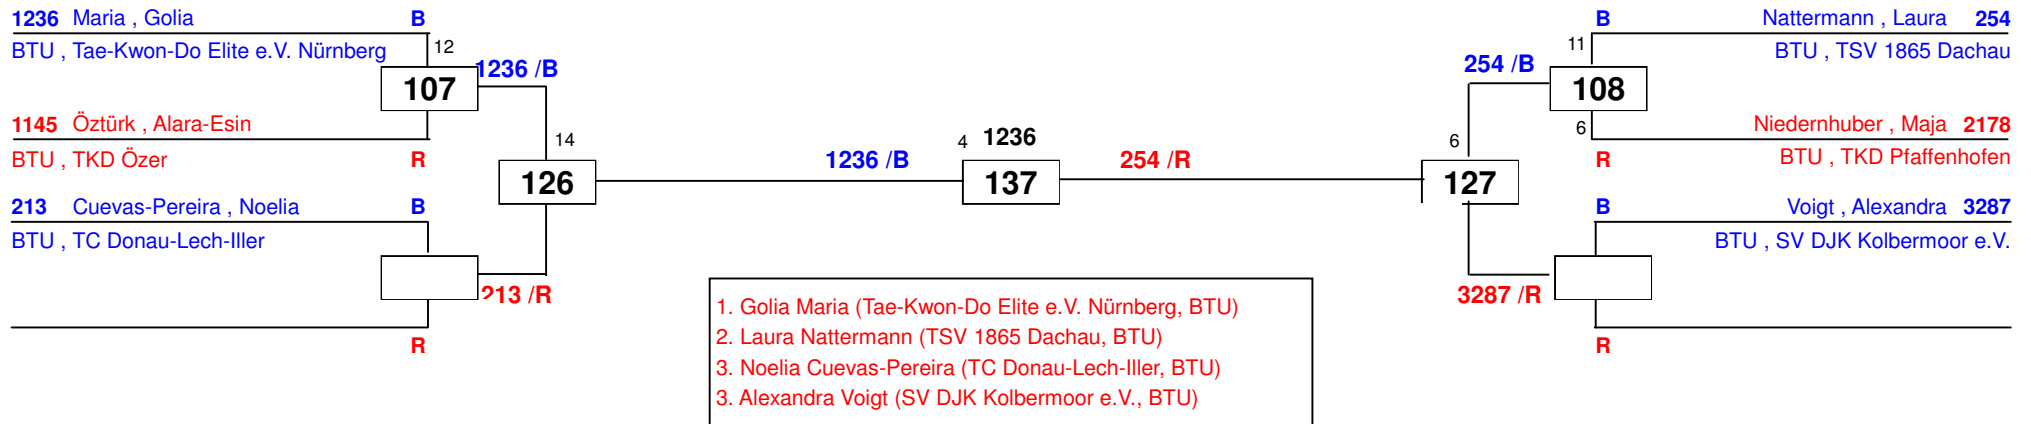 1236 Maria , Golia B
BTU , Tae-Kwon-Do Elite e.V. Nürnberg
12
107
1236 /B
1145 Öztürk , Alara-Esin
BTU , TKD Özer R
14
126
213 Cuevas-Pereira , Noelia B
BTU , TC Donau-Lech-Iller
213 /R
R
1236 /B
4 1236
137
254 /R
B Nattermann , Laura 254
BTU , TSV 1865 Dachau
11
254 /B
108
6
Niedernhuber , Maja 2178
R BTU , TKD Pfaffenhofen
6
127
B Voigt , Alexandra 3287
BTU , SV DJK Kolbermoor e.V.
3287 /R
R
1. Golia Maria (Tae-Kwon-Do Elite e.V. Nürnberg, BTU)
2. Laura Nattermann (TSV 1865 Dachau, BTU)
3. Noelia Cuevas-Pereira (TC Donau-Lech-Iller, BTU)
3. Alexandra Voigt (SV DJK Kolbermoor e.V., BTU)